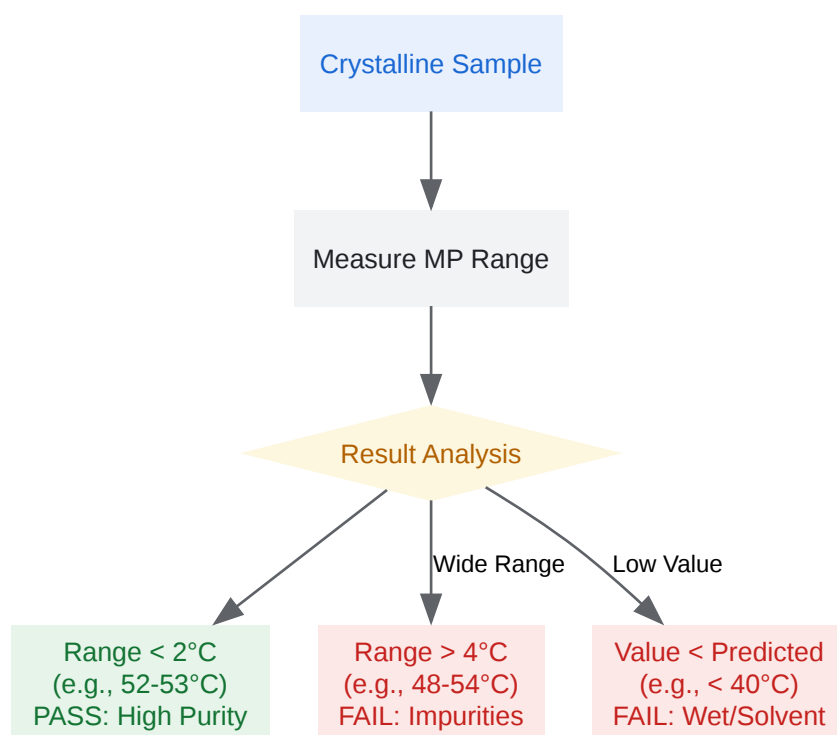 Crystalline Sample
Measure MP Range
Result Analysis
Wide Range
Low Value
Range < 2°C
(e.g., 52-53°C)
PASS: High Purity
Range > 4°C
(e.g., 48-54°C)
FAIL: Impurities
Value < Predicted
(e.g., < 40°C)
FAIL: Wet/Solvent